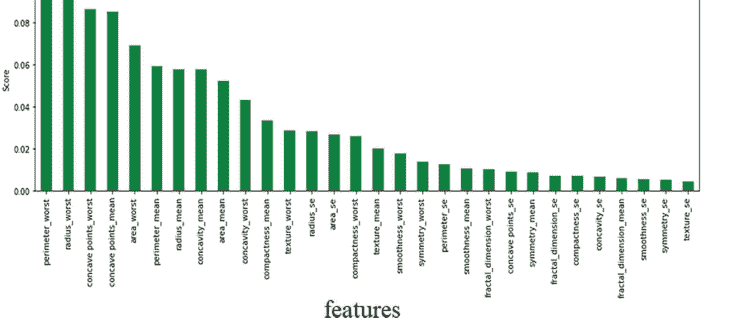 0.08
0.06
Score
0.04
0.02
0.00
perimeter_worst
radius_worst
concave points_worst
concave points_mean
area_worst
perimeter_mean
radius_mean
concavity_mean
area_mean
concavity_worst
compactness_mean
texture_worst
radius_se
area_se
compactness_worst
texture_mean
smoothness_worst
symmetry_worst
perimeter_se
smoothness_mean
fractal_dimension_worst
concave points_se
symmetry_mean
fractal_dimension_se
compactness_se
concavity_se
fractal_dimension_mean
smoothness_se
symmetry_se
texture_se
features